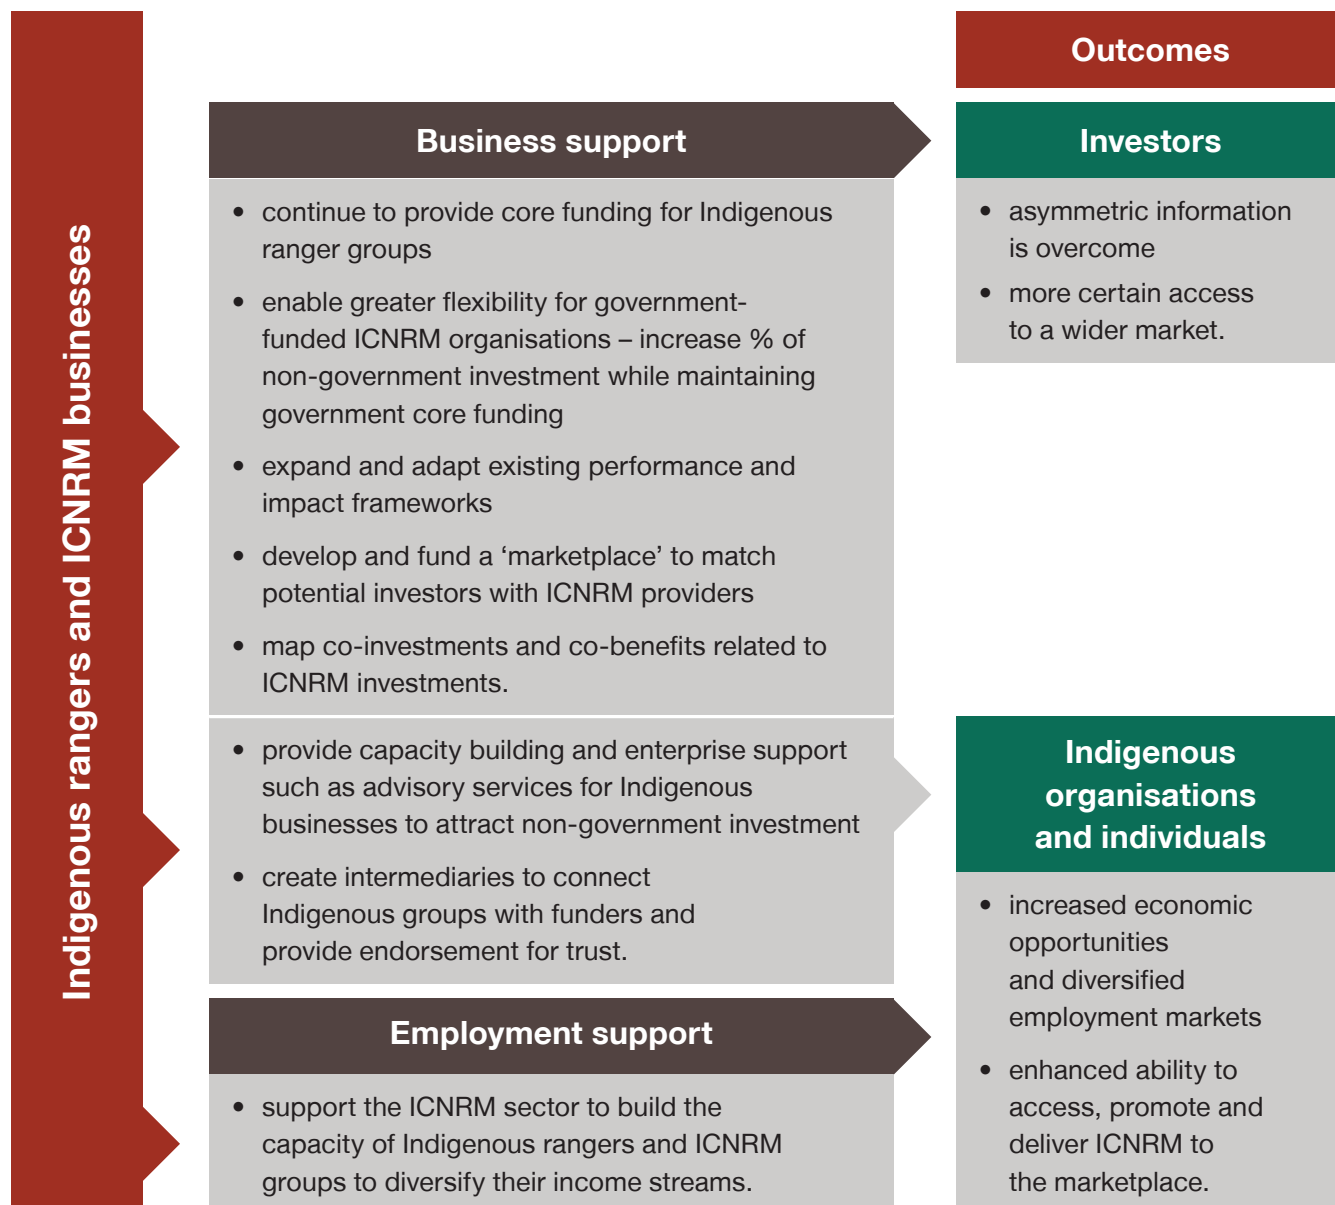 Indigenous rangers and ICNRM businesses
Outcomes
Business support
• continue to provide core funding for Indigenous
ranger groups
• enable greater flexibility for government-
funded ICNRM organisations – increase % of
non-government investment while maintaining
government core funding
• expand and adapt existing performance and
impact frameworks
• develop and fund a ‘marketplace’ to match
potential investors with ICNRM providers
• map co-investments and co-benefits related to
ICNRM investments.
Investors
• asymmetric information
is overcome
• more certain access
to a wider market.
• provide capacity building and enterprise support
such as advisory services for Indigenous
businesses to attract non-government investment
• create intermediaries to connect
Indigenous groups with funders and
provide endorsement for trust.
Employment support
• support the ICNRM sector to build the
capacity of Indigenous rangers and ICNRM
groups to diversify their income streams.
Indigenous
organisations
and individuals
• increased economic
opportunities
and diversified
employment markets
• enhanced ability to
access, promote and
deliver ICNRM to
the marketplace.